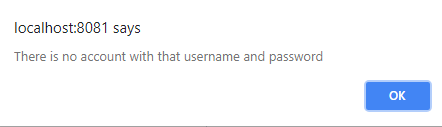 localhost:8081 says
There is no account with that username and password
OK